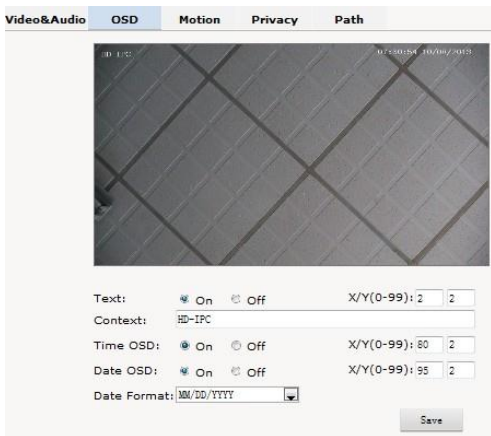 Video&Audio OSD Motion Privacy Path
HD-IPC
Text: On Off X/Y(0-99): 2 2
Context: HD-IPC
Time OSD: On Off X/Y(0-99): 80 2
Date OSD: On Off X/Y(0-99): 95 2
Date Format: MM/DD/YYYY
Save